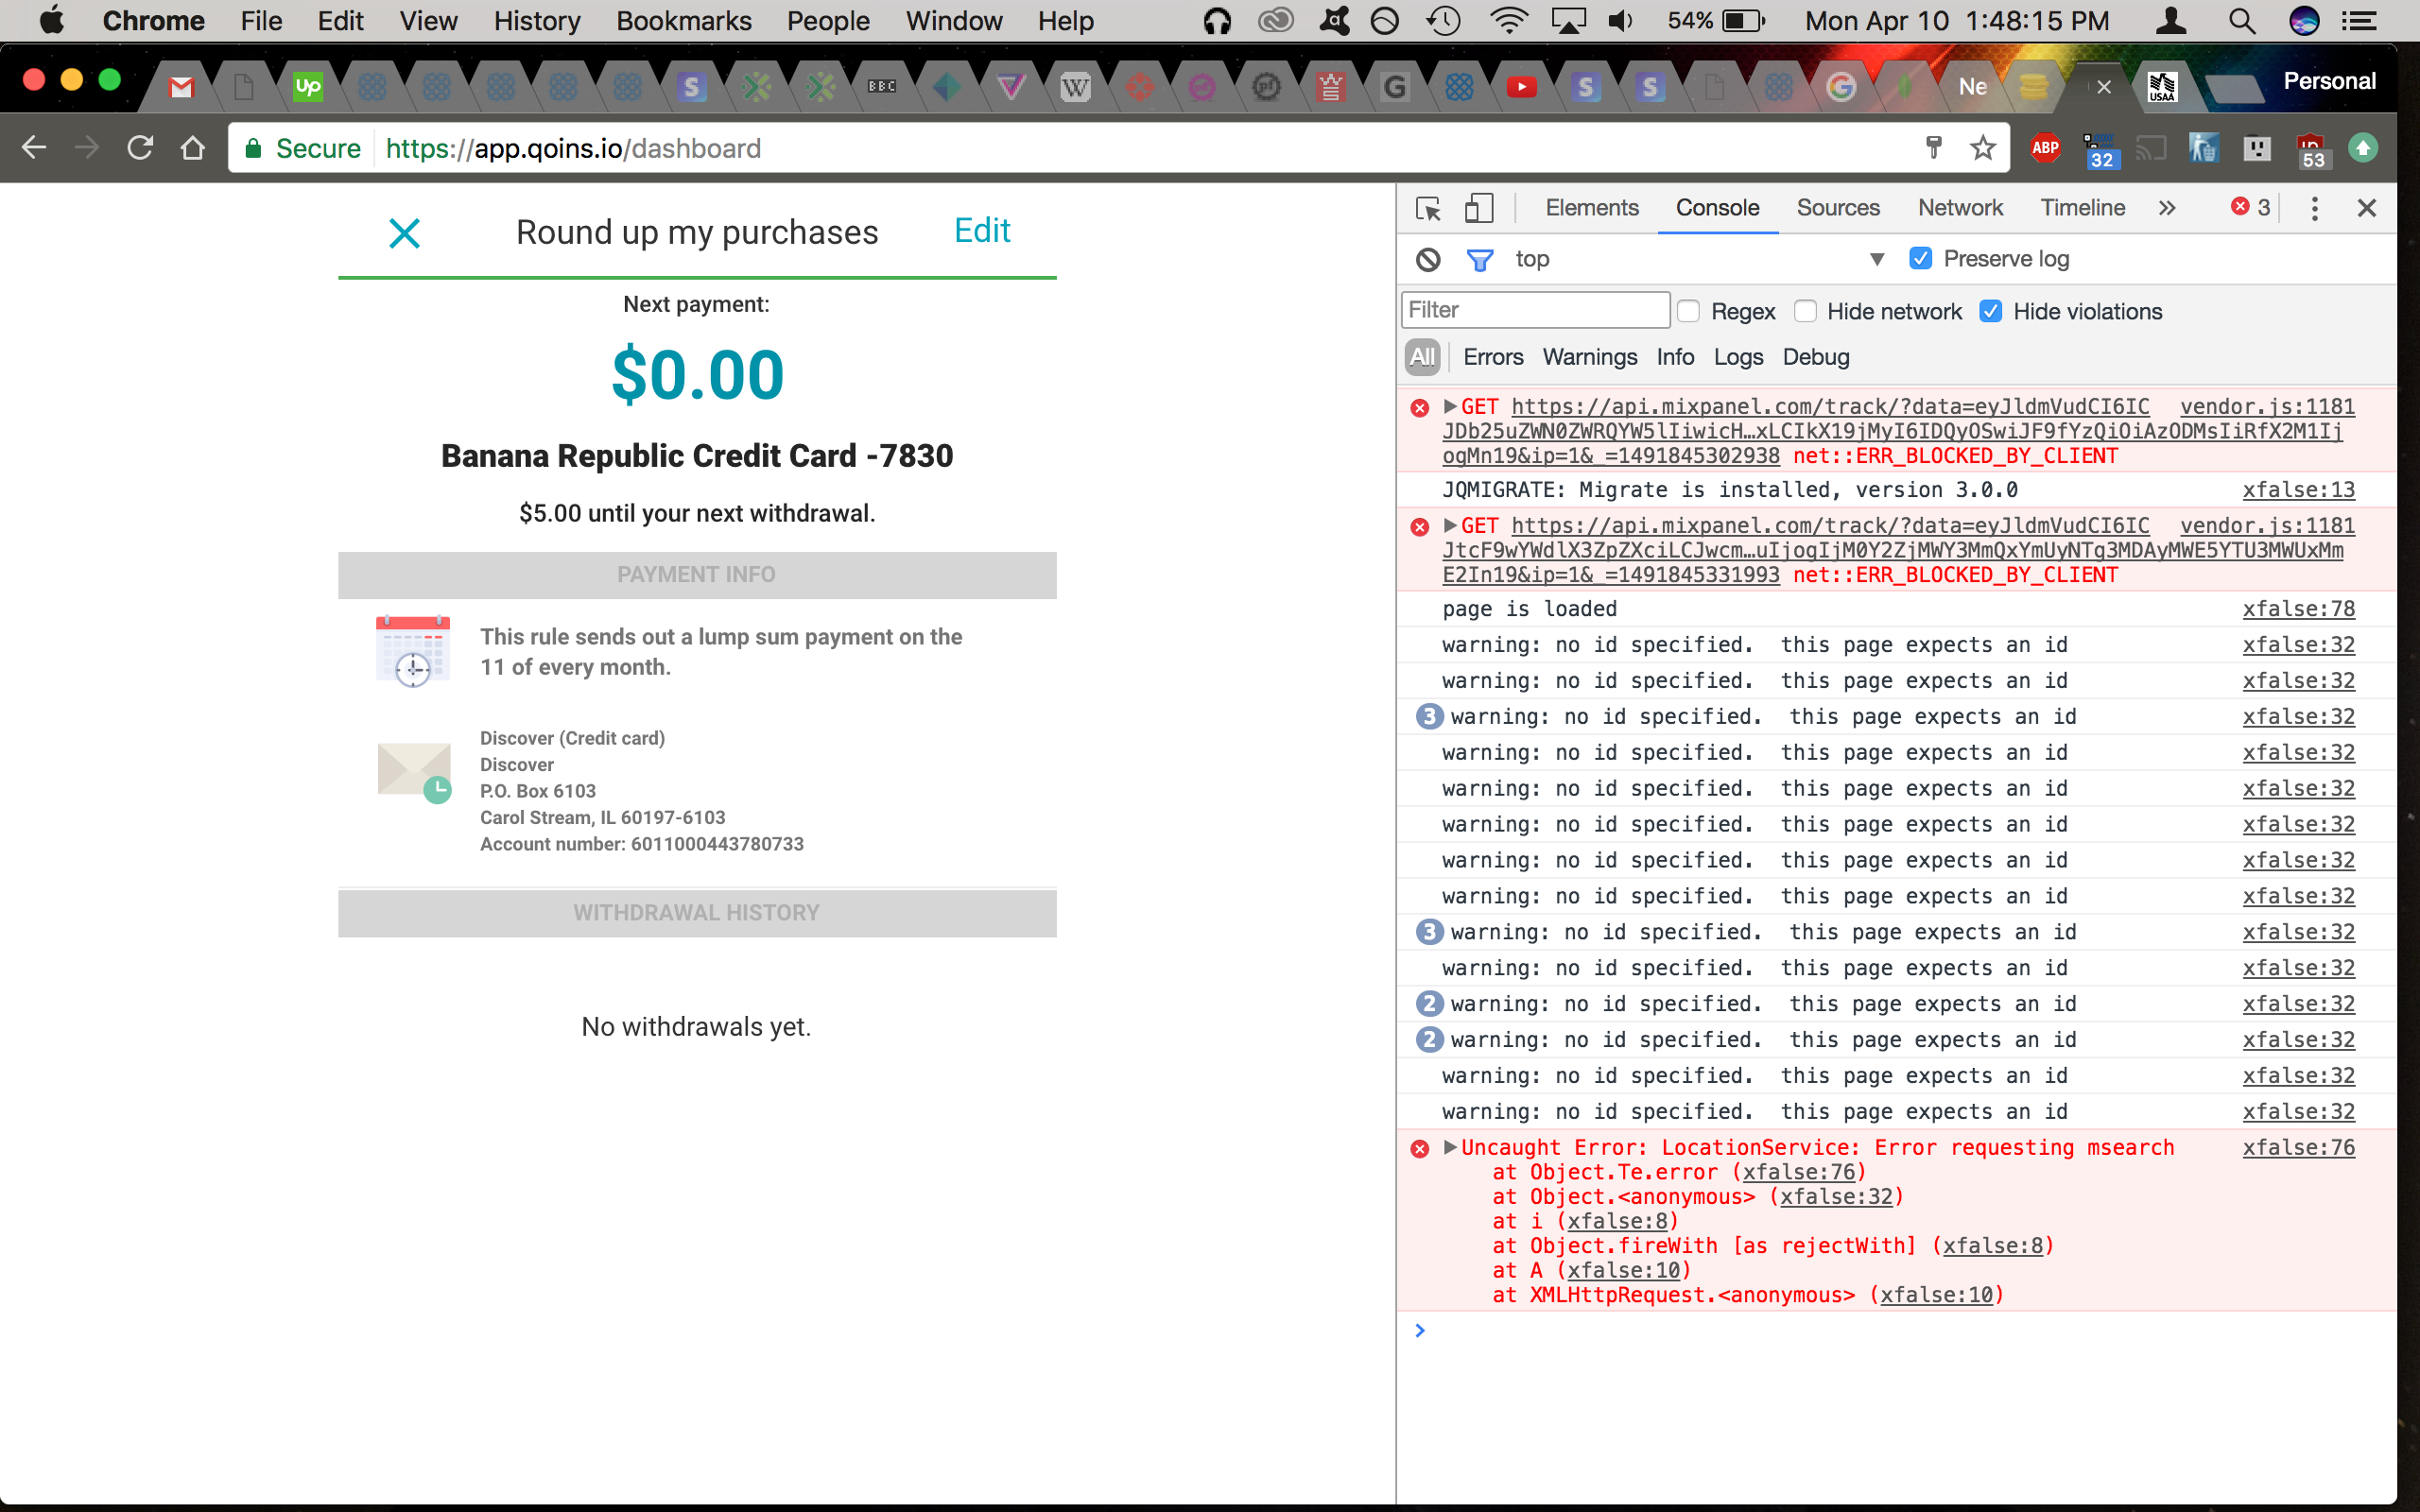 Chrome File Edit View History Bookmarks People Window Help 54% Mon Apr 10 1:48:15 PM
Up S BBC W pf G S S G Ne USAA Personal
Secure https://app.qoins.io/dashboard ABP 32 53
Round up my purchases Edit
Next payment:
$0.00
Banana Republic Credit Card -7830
$5.00 until your next withdrawal.
PAYMENT INFO
This rule sends out a lump sum payment on the
11 of every month.
Discover (Credit card)
Discover
P.O. Box 6103
Carol Stream, IL 60197-6103
Account number: 6011000443780733
WITHDRAWAL HISTORY
No withdrawals yet.
Elements Console Sources Network Timeline » 3
top Preserve log
Filter Regex Hide network Hide violations
All Errors Warnings Info Logs Debug
GET https://api.mixpanel.com/track/?data=eyJldmVudCI6IC vendor.js:1181
JDb25uZWN0ZWRQYW5lIiwicH…xLCIkX19jMyI6IDQyOSwiJF9fYzQiOiAzODMsIiRfX2M1Ij
ogMn19&ip=1&_=1491845302938 net::ERR_BLOCKED_BY_CLIENT
JQMIGRATE: Migrate is installed, version 3.0.0 xfalse:13
GET https://api.mixpanel.com/track/?data=eyJldmVudCI6IC vendor.js:1181
JtcF9wYWdlX3ZpZXciLCJwcm…uIjogIjM0Y2ZjMWY3MmQxYmUyNTg3MDAyMWE5YTU3MWUxMm
E2In19&ip=1&_=1491845331993 net::ERR_BLOCKED_BY_CLIENT
page is loaded xfalse:78
warning: no id specified.  this page expects an id xfalse:32
warning: no id specified.  this page expects an id xfalse:32
3 warning: no id specified.  this page expects an id xfalse:32
warning: no id specified.  this page expects an id xfalse:32
warning: no id specified.  this page expects an id xfalse:32
warning: no id specified.  this page expects an id xfalse:32
warning: no id specified.  this page expects an id xfalse:32
warning: no id specified.  this page expects an id xfalse:32
3 warning: no id specified.  this page expects an id xfalse:32
warning: no id specified.  this page expects an id xfalse:32
2 warning: no id specified.  this page expects an id xfalse:32
2 warning: no id specified.  this page expects an id xfalse:32
warning: no id specified.  this page expects an id xfalse:32
warning: no id specified.  this page expects an id xfalse:32
Uncaught Error: LocationService: Error requesting msearch xfalse:76
at Object.Te.error (xfalse:76)
at Object.<anonymous> (xfalse:32)
at i (xfalse:8)
at Object.fireWith [as rejectWith] (xfalse:8)
at A (xfalse:10)
at XMLHttpRequest.<anonymous> (xfalse:10)